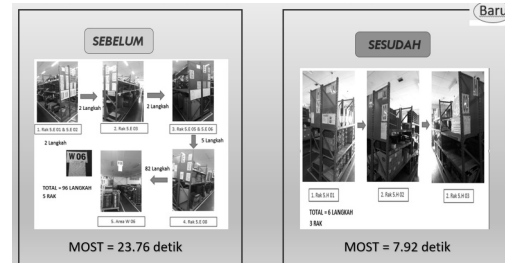 Baru
SEBELUM
2 Langkah
2 Langkah
1. Rak S.E 01 & S.E 02
2. Rak S.E 03
3. Rak S.E 05 & S.E 06
2 Langkah
5 Langkah
W 06
82 Langkah
TOTAL = 96 LANGKAH
5 RAK
5. Area W 06
4. Rak S.E 08
MOST = 23.76 detik
SESUDAH
1. Rak S.H 01
2. Rak S.H 02
2. Rak S.H 03
TOTAL = 6 LANGKAH
3 RAK
MOST = 7.92 detik